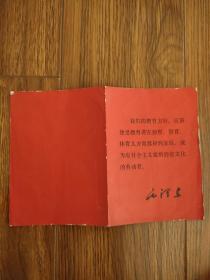 我们的教育方针，应该
使受教育者在德育、智育、
体育几方面都得到发展，成
为有社会主义觉悟的有文化
的劳动者。
毛泽东